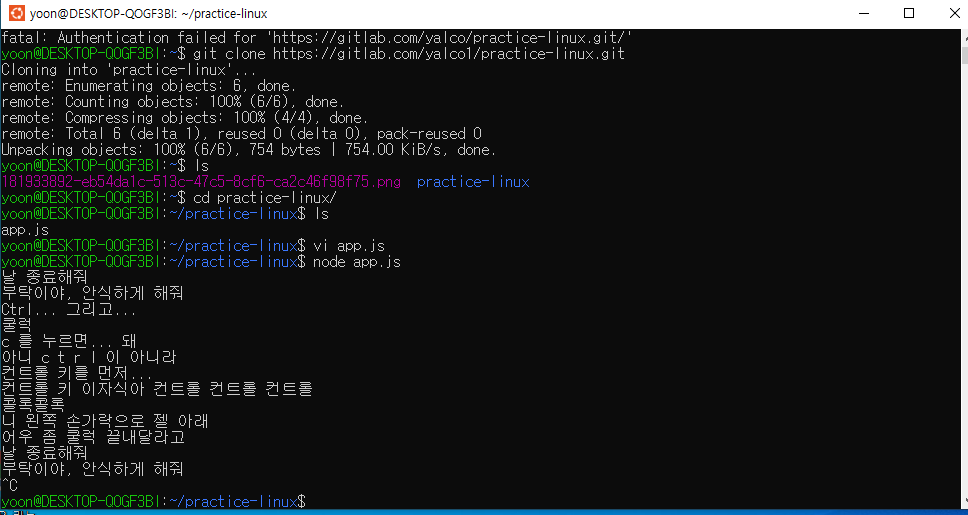 yoon@DESKTOP-QOGF3BI: ~/practice-linux
fatal: Authentication failed for 'https://gitlab.com/yalco/practice-linux.git/'
yoon@DESKTOP-QOGF3BI:~$ git clone https://gitlab.com/yalco1/practice-linux.git
Cloning into 'practice-linux'...
remote: Enumerating objects: 6, done.
remote: Counting objects: 100% (6/6), done.
remote: Compressing objects: 100% (4/4), done.
remote: Total 6 (delta 1), reused 0 (delta 0), pack-reused 0
Unpacking objects: 100% (6/6), 754 bytes | 754.00 KiB/s, done.
yoon@DESKTOP-QOGF3BI:~$ ls
181933892-eb54da1c-513c-47c5-8cf6-ca2c46f98f75.png  practice-linux
yoon@DESKTOP-QOGF3BI:~$ cd practice-linux/
yoon@DESKTOP-QOGF3BI:~/practice-linux$ ls
app.js
yoon@DESKTOP-QOGF3BI:~/practice-linux$ vi app.js
yoon@DESKTOP-QOGF3BI:~/practice-linux$ node app.js
날 종료해줘
부탁이야, 안식하게 해줘
Ctrl... 그리고...
쿨럭
c 를 누르면... 돼
아니 c t r l 이 아니라
컨트롤 키를 먼저...
컨트롤 키 이자식아 컨트롤 컨트롤 컨트롤
콜록콜록
니 왼쪽 손가락으로 젤 아래
어우 좀 쿨럭 끝내달라고
날 종료해줘
부탁이야, 안식하게 해줘
^C
yoon@DESKTOP-QOGF3BI:~/practice-linux$